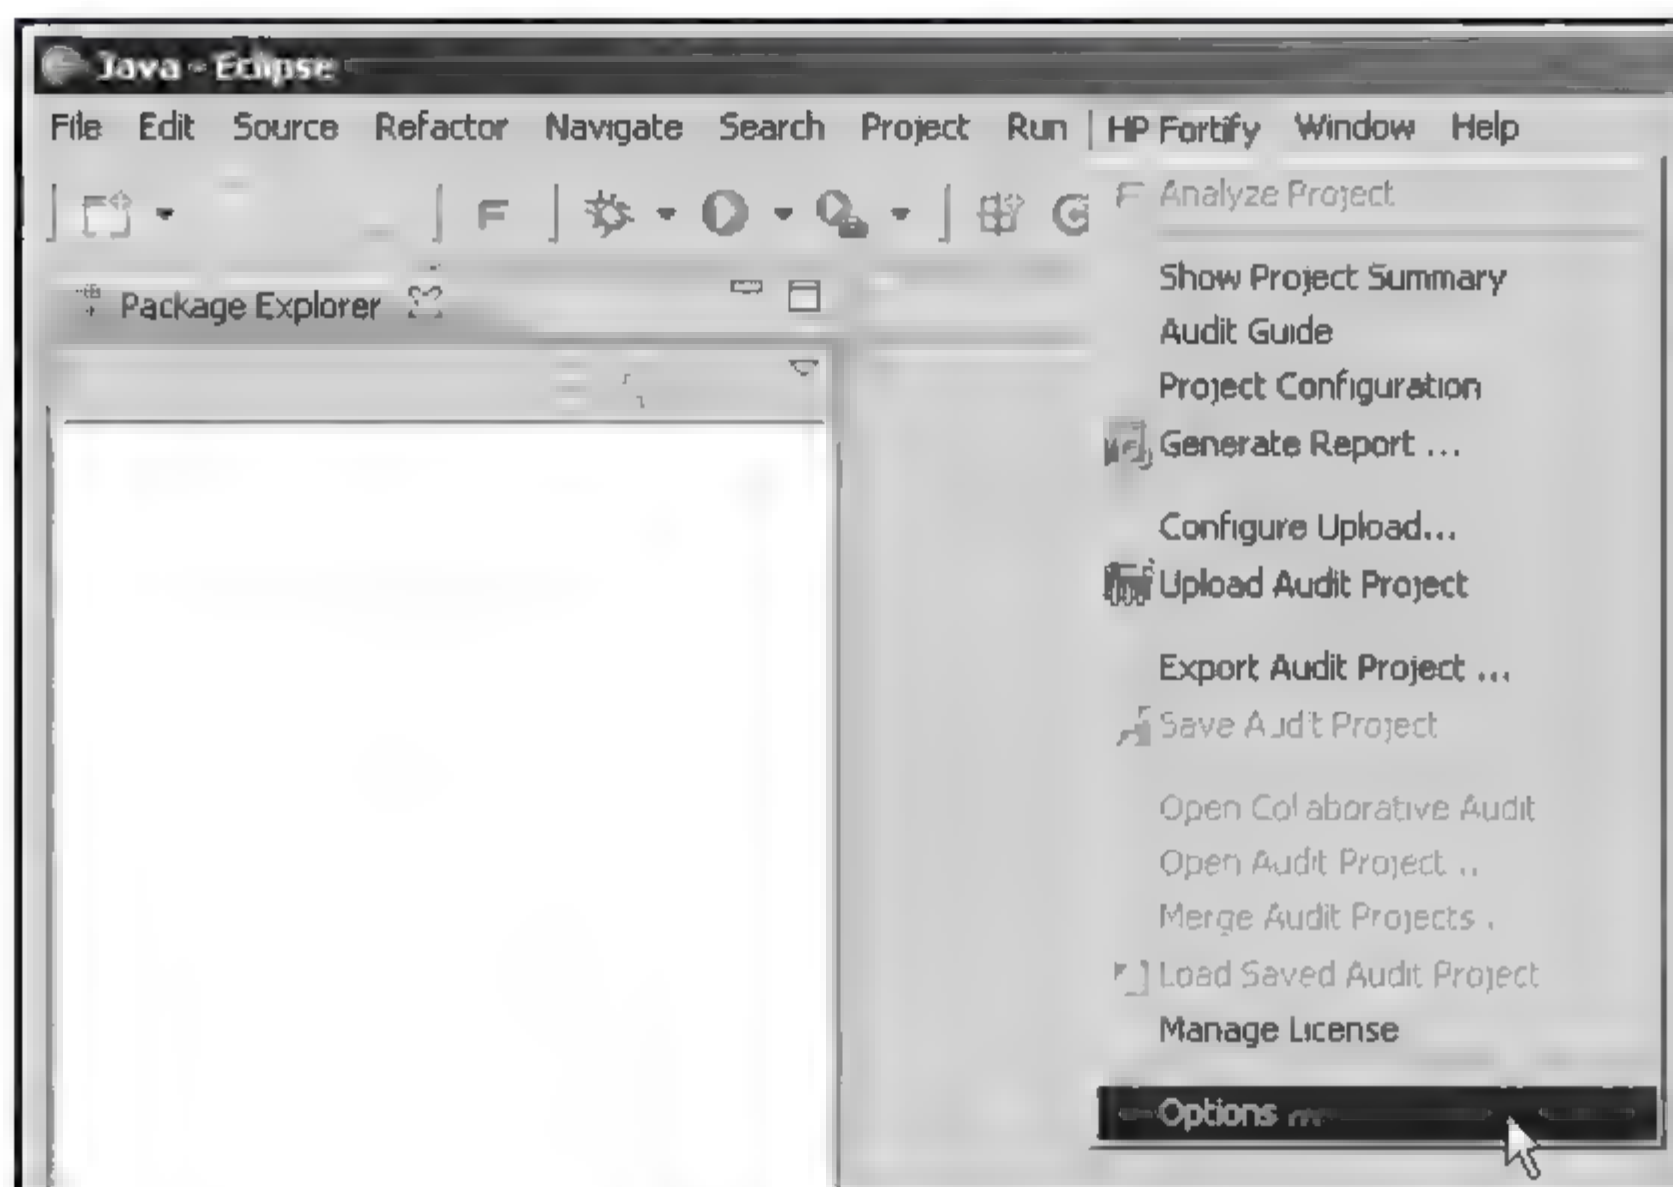 Java - Eclipse
File Edit Source Refactor Navigate Search Project Run HP Fortify Window Help
Analyze Project
Package Explorer
Show Project Summary
Audit Guide
Project Configuration
Generate Report ...
Configure Upload...
Upload Audit Project
Export Audit Project ...
Save Audit Project
Open Collaborative Audit
Open Audit Project ..
Merge Audit Projects .
Load Saved Audit Project
Manage License
Options ...